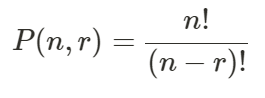 P(n, r) = n! / (n − r)!